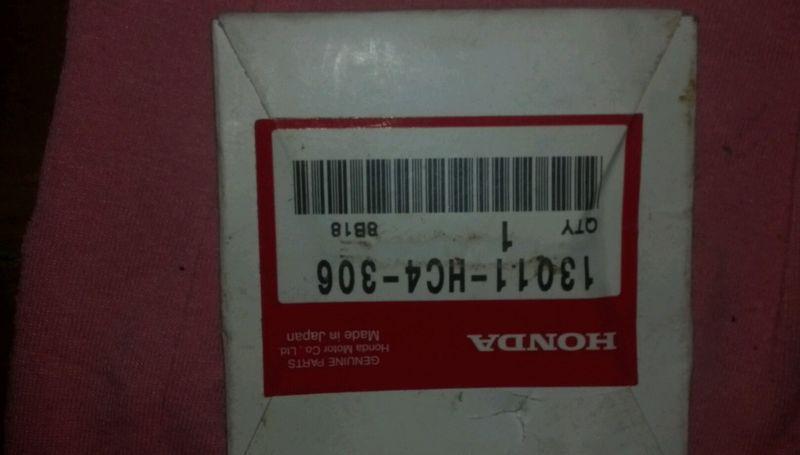 HONDA
GENUINE PARTS
Honda Motor Co., Ltd.
Made in Japan
13011-HC4-306
QTY 1 8B18